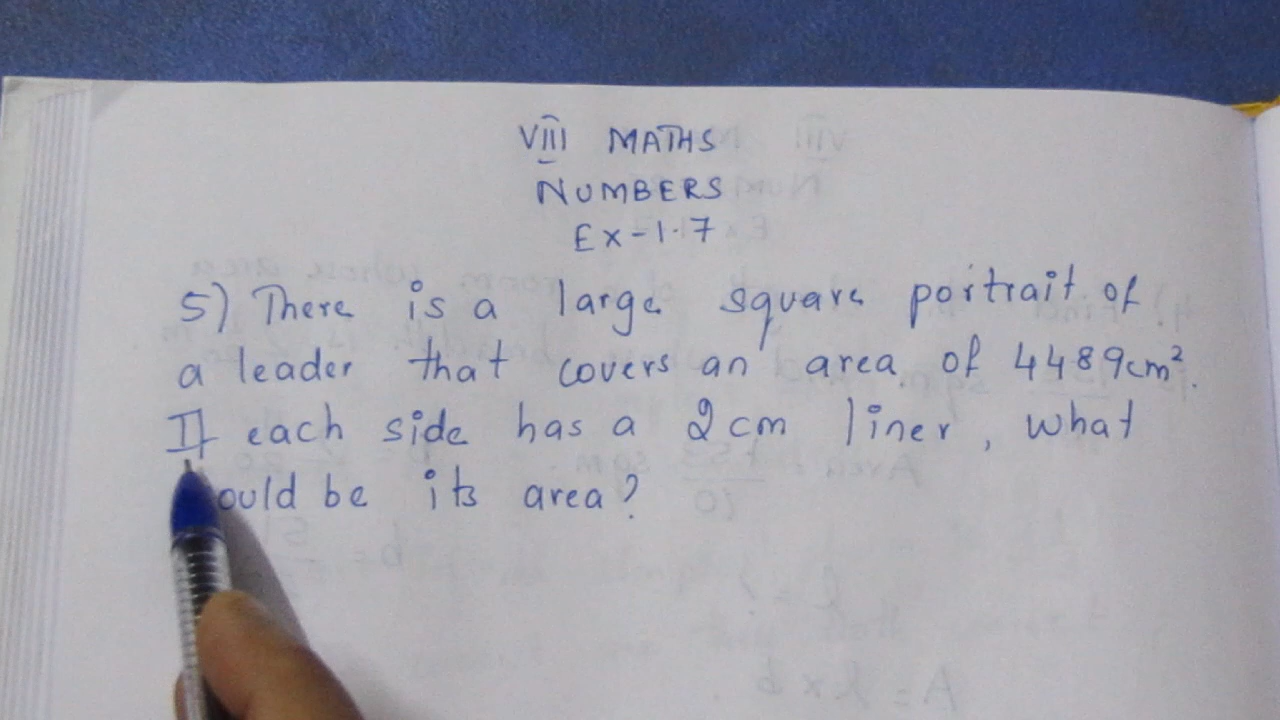 VIII MATHS
NUMBERS
Ex-1.7
5) There is a large square portrait of
a leader that covers an area of 4489cm².
If each side has a 2cm liner, what
ould be its area?